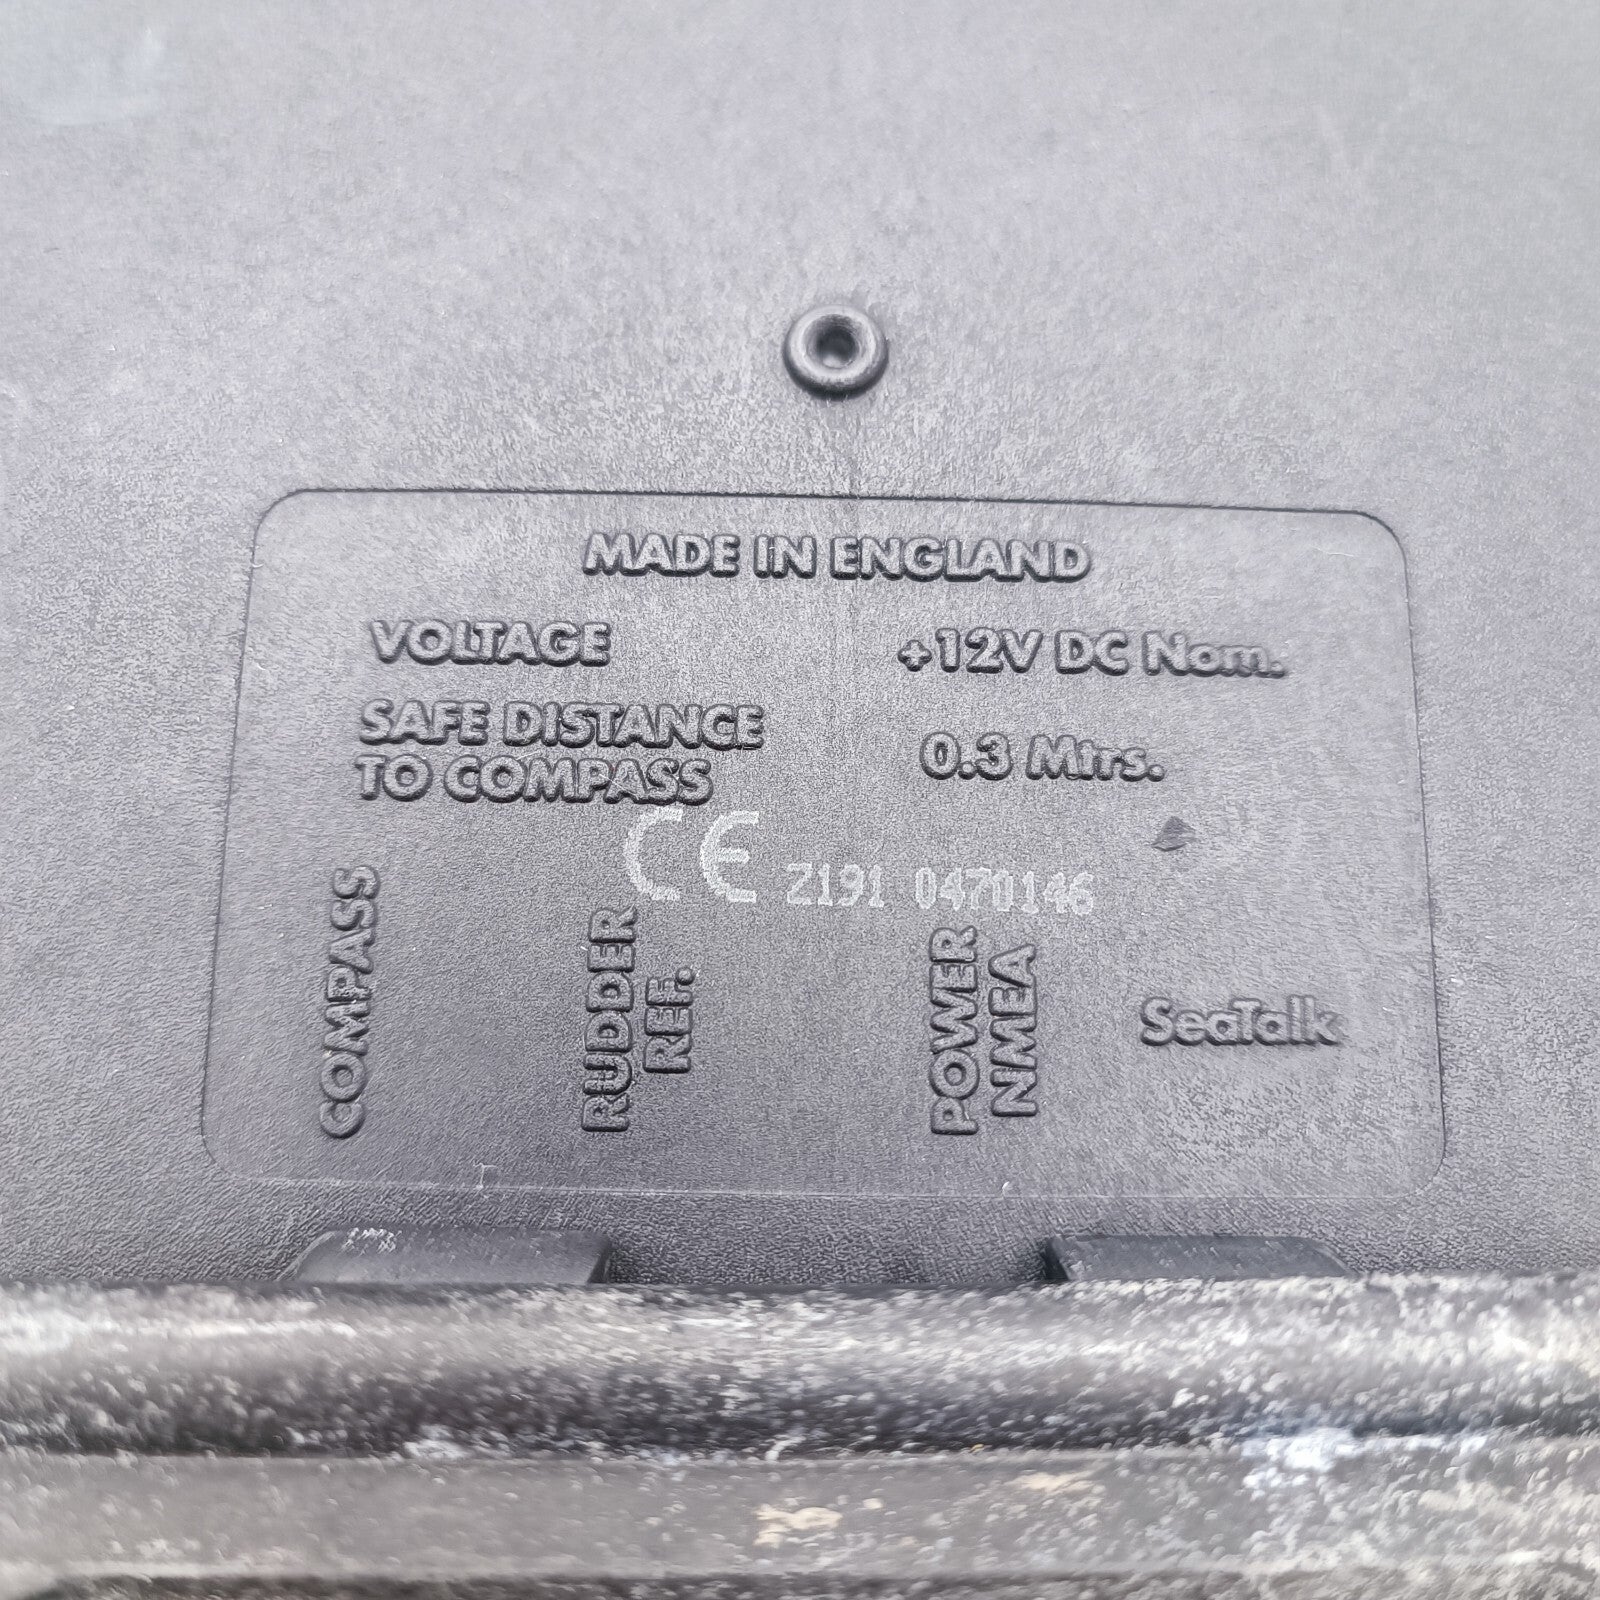 MADE IN ENGLAND
VOLTAGE +12V DC Nom.
SAFE DISTANCE
TO COMPASS 0.3 Mtrs.
CE Z191 0470146
COMPASS
RUDDER
REF.
POWER
NMEA
SeaTalk